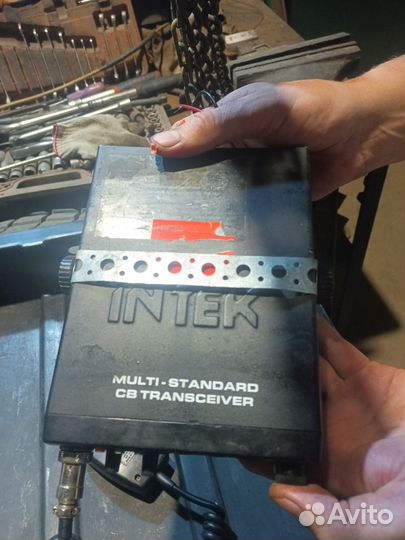 INTEK
MULTI-STANDARD
CB TRANSCEIVER
Avito